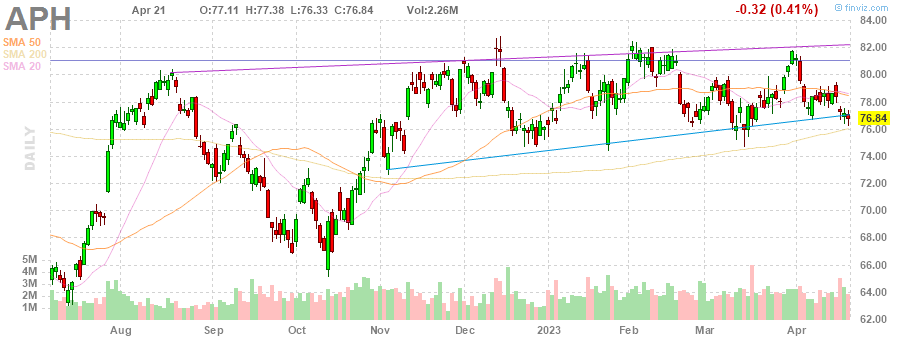 APH Apr 21 O:77.11 H:77.38 L:76.33 C:76.84 Vol:2.26M -0.32 (0.41%) © finviz.com
SMA 50
SMA 200
SMA 20
DAILY
84.00
82.00
80.00
78.00
76.84
76.00
74.00
72.00
70.00
68.00
66.00
64.00
62.00
5M
4M
3M
2M
1M
Aug Sep Oct Nov Dec 2023 Feb Mar Apr